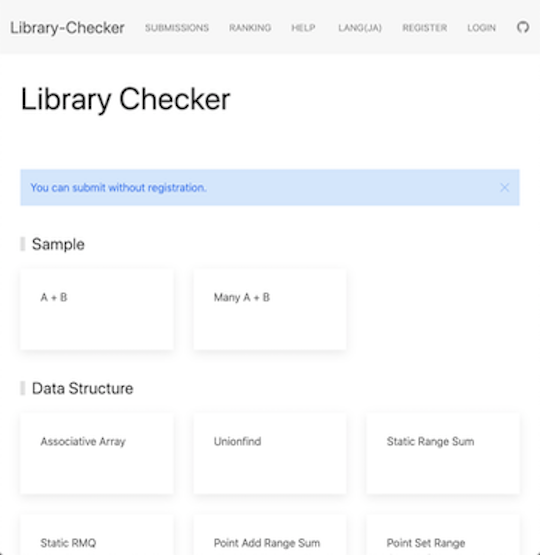 Library-Checker SUBMISSIONS RANKING HELP LANG(JA) REGISTER LOGIN
Library Checker
You can submit without registration.
Sample
A + B Many A + B
Data Structure
Associative Array Unionfind Static Range Sum
Static RMQ Point Add Range Sum Point Set Range